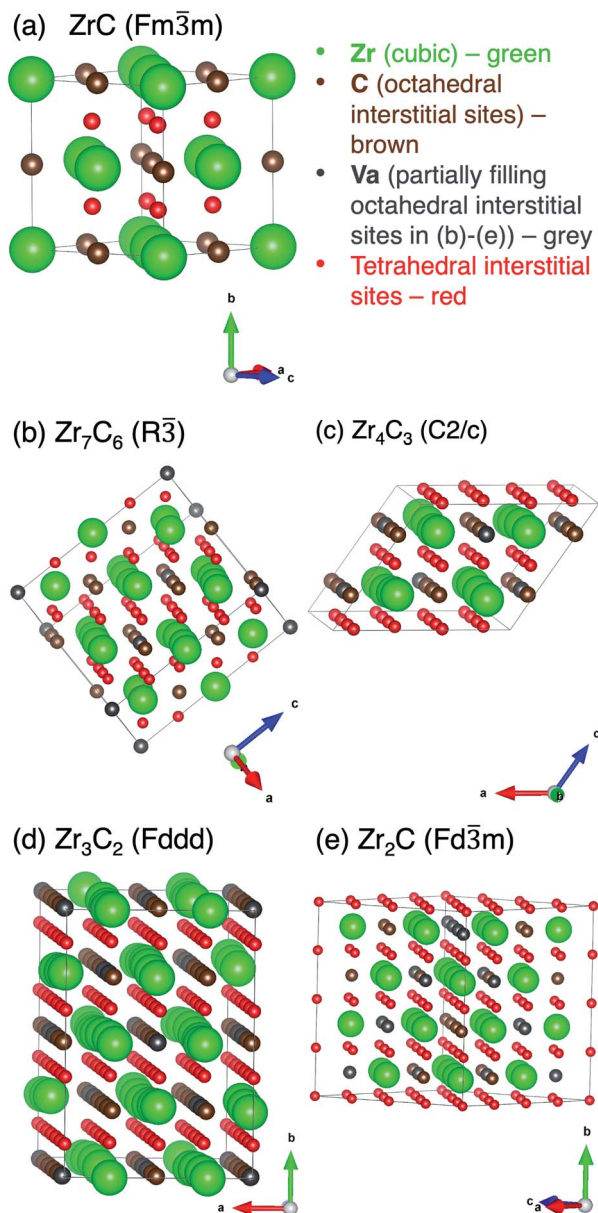 (a) ZrC (Fm3̅m)
• Zr (cubic) – green
• C (octahedral
interstitial sites) –
brown
• Va (partially filling
octahedral interstitial
sites in (b)-(e)) – grey
• Tetrahedral interstitial
sites – red
b
a
c
(b) Zr₇C₆ (R3̅)
(c) Zr₄C₃ (C2/c)
c
a
c
a
b
(d) Zr₃C₂ (Fddd)
(e) Zr₂C (Fd3̅m)
b
a
b
c
a